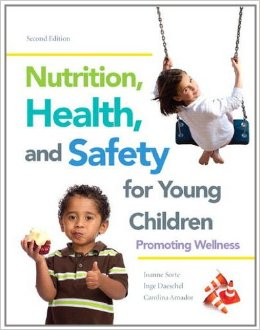 Second Edition
Nutrition,
Health,
and Safety
for Young
Children
Promoting Wellness
Joanne Sorte
Inge Daeschel
Carolina Amador